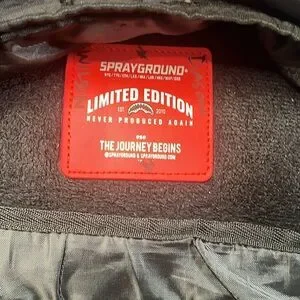 SPRAYGROUND®
LIMITED EDITION
EST. 2010
NEVER PRODUCED AGAIN
THE JOURNEY BEGINS
@SPRAYGROUND & SPRAYGROUND.COM